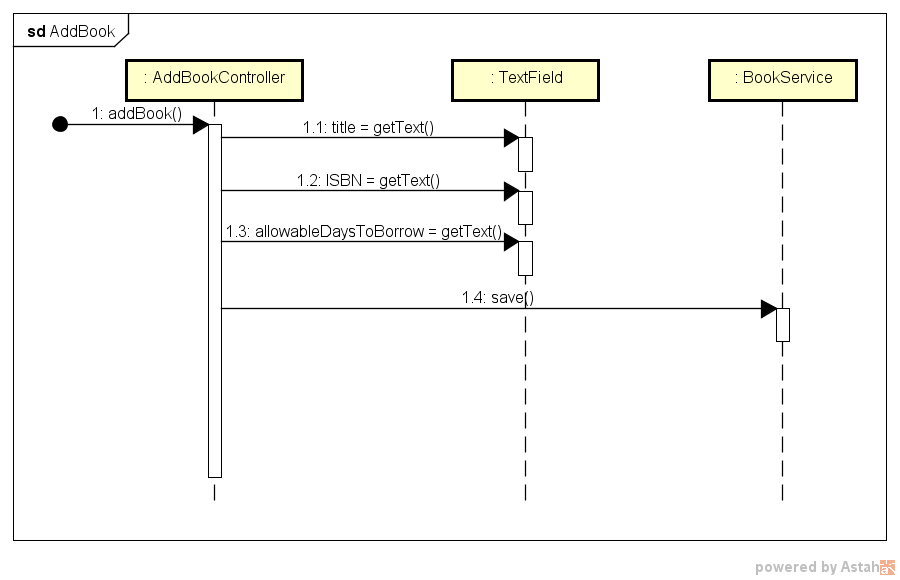 sd AddBook
: AddBookController
: TextField
: BookService
1: addBook()
1.1: title = getText()
1.2: ISBN = getText()
1.3: allowableDaysToBorrow = getText()
1.4: save()
powered by Astah